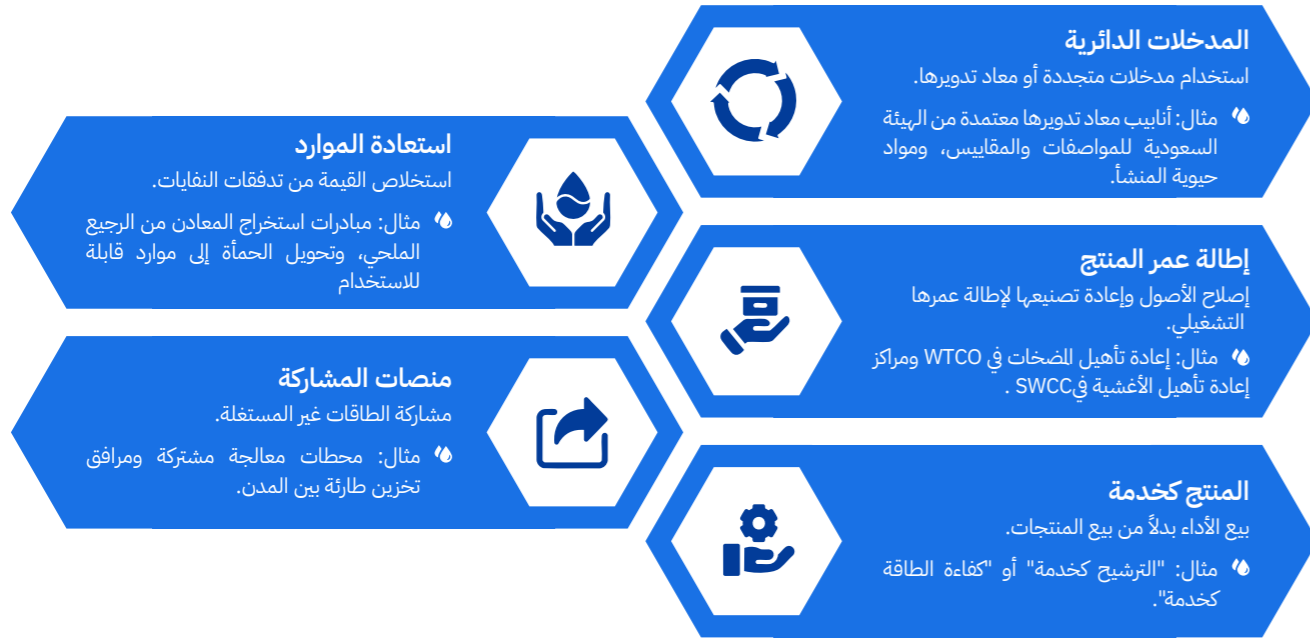 المدخلات الدائرية
استخدام مدخلات متجددة أو معاد تدويرها.
مثال: أنابيب معاد تدويرها معتمدة من الهيئة
السعودية للمواصفات والمقاييس، ومواد
حيوية المنشأ.
استعادة الموارد
استخلاص القيمة من تدفقات النفايات.
مثال: مبادرات استخراج المعادن من الرجيع
الملحي، وتحويل الحمأة إلى موارد قابلة
للاستخدام
إطالة عمر المنتج
إصلاح الأصول وإعادة تصنيعها لإطالة عمرها
التشغيلي.
مثال: إعادة تأهيل المضخات في WTCO ومراكز
إعادة تأهيل الأغشية فيSWCC .
منصات المشاركة
مشاركة الطاقات غير المستغلة.
مثال: محطات معالجة مشتركة ومرافق
تخزين طارئة بين المدن.
المنتج كخدمة
بيع الأداء بدلاً من بيع المنتجات.
مثال: "الترشيح كخدمة" أو "كفاءة الطاقة
كخدمة".